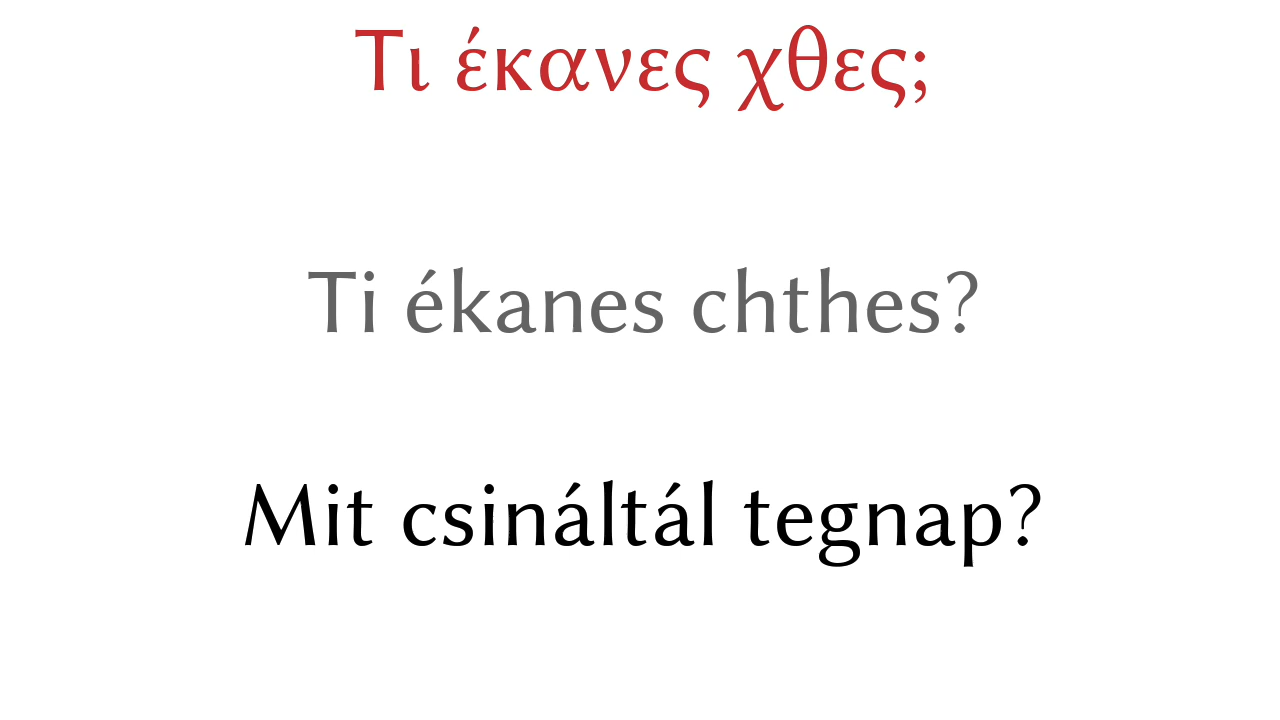 Τι έκανες χθες;
Ti ékanes chthes?
Mit csináltál tegnap?